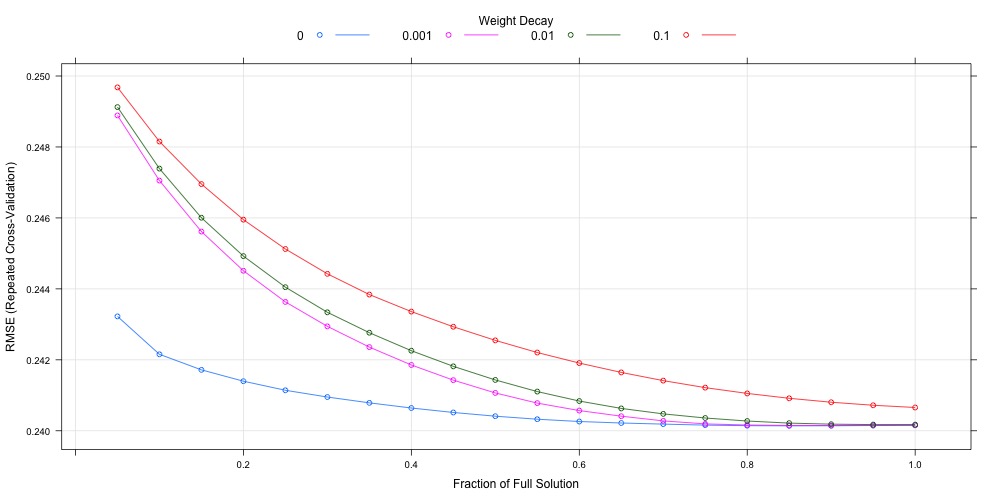 Weight Decay
0 0.001 0.01 0.1
0.250
0.248
0.246
0.244
0.242
0.240
RMSE (Repeated Cross-Validation)
0.2 0.4 0.6 0.8 1.0
Fraction of Full Solution